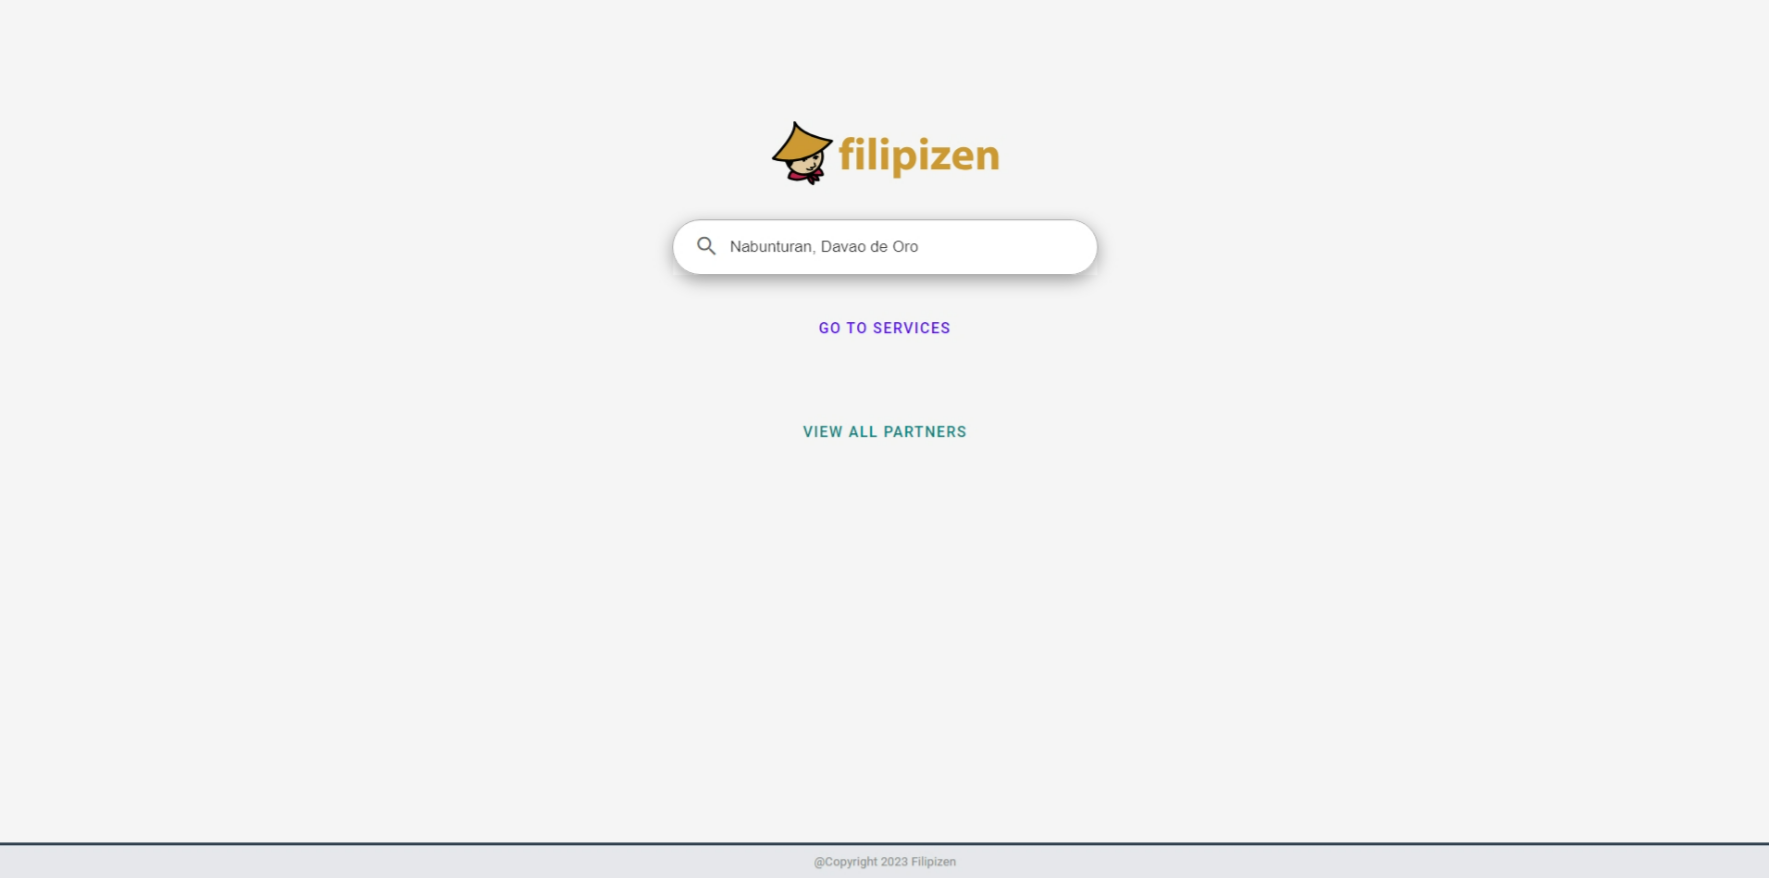 filipizen
Nabunturan, Davao de Oro
GO TO SERVICES
VIEW ALL PARTNERS
@Copyright 2023 Filipizen